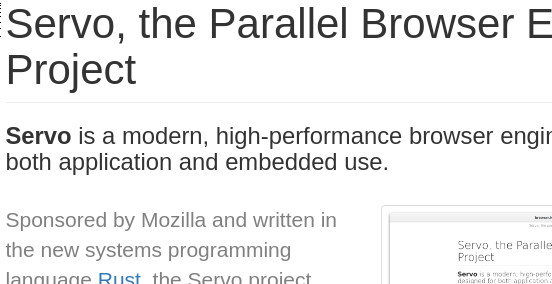 Servo, the Parallel Browser E
Project
Servo is a modern, high-performance browser engin
both application and embedded use.
Sponsored by Mozilla and written in
the new systems programming
language Rust, the Servo project
Servo, the Paralle
Project
Servo is a modern, high-perfo
designed for both application